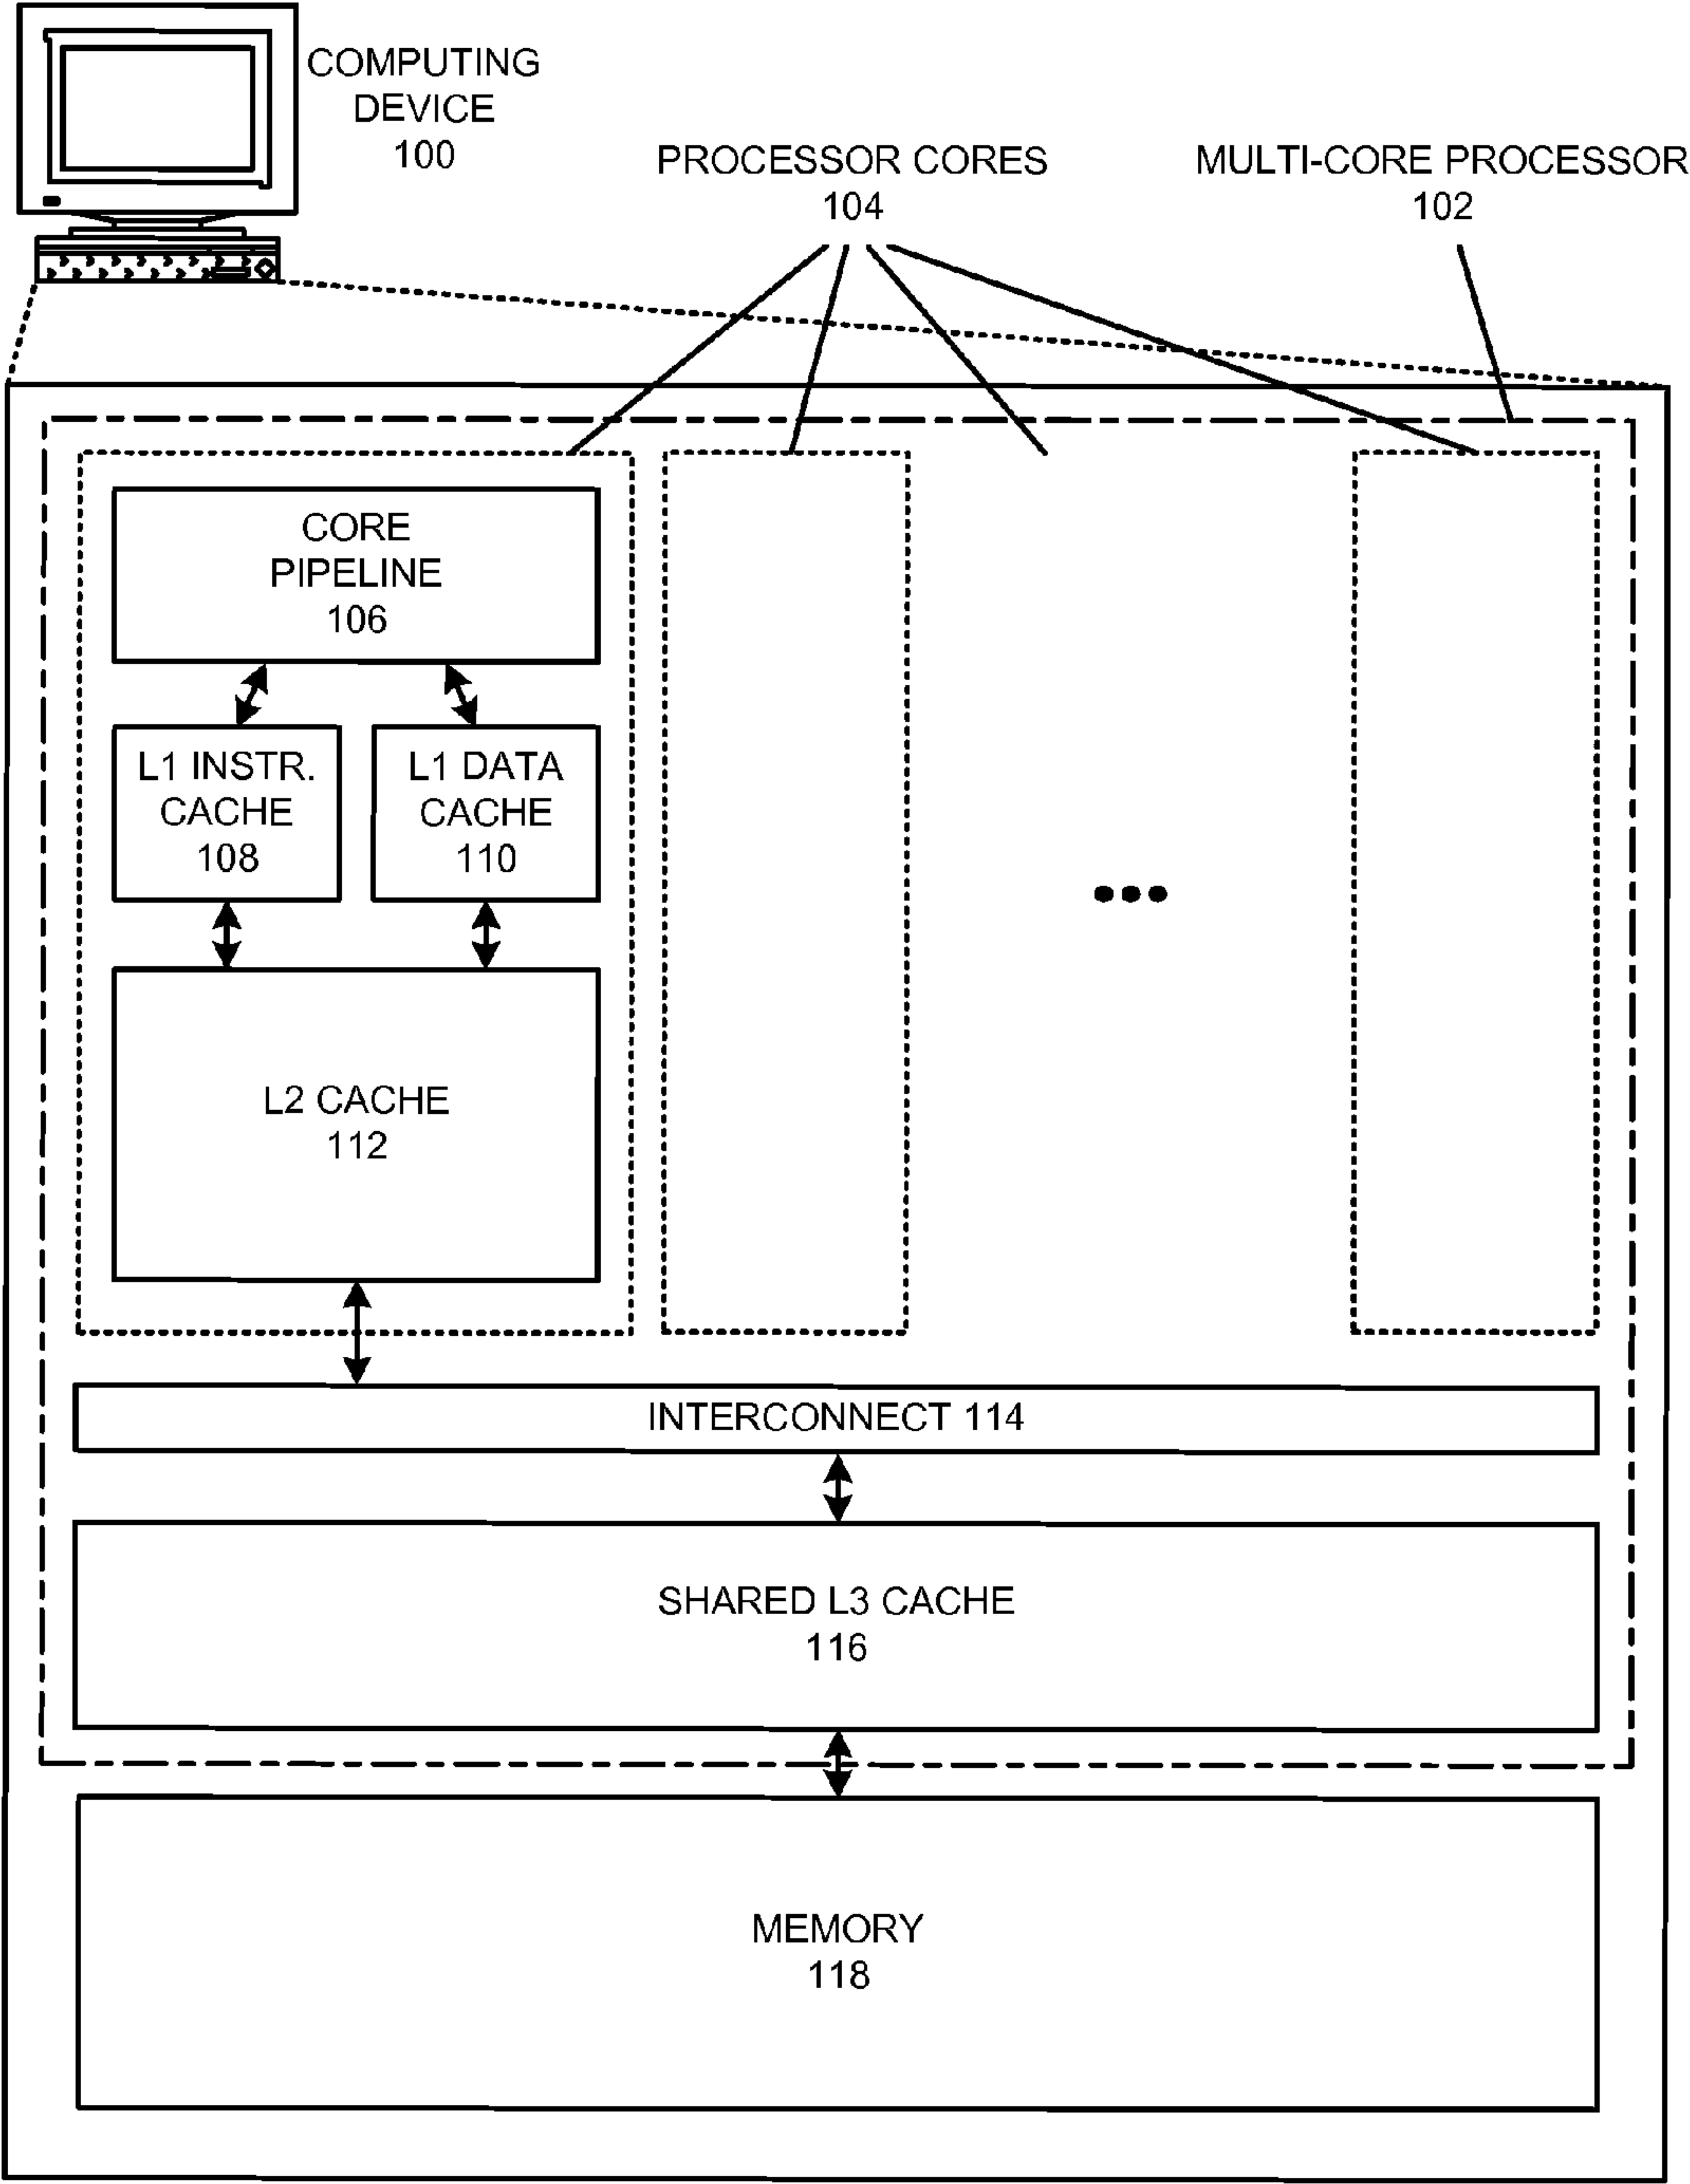 COMPUTING
DEVICE
100
PROCESSOR CORES
104
MULTI-CORE PROCESSOR
102
CORE
PIPELINE
106
L1 INSTR.
CACHE
108
L1 DATA
CACHE
110
L2 CACHE
112
INTERCONNECT 114
SHARED L3 CACHE
116
MEMORY
118